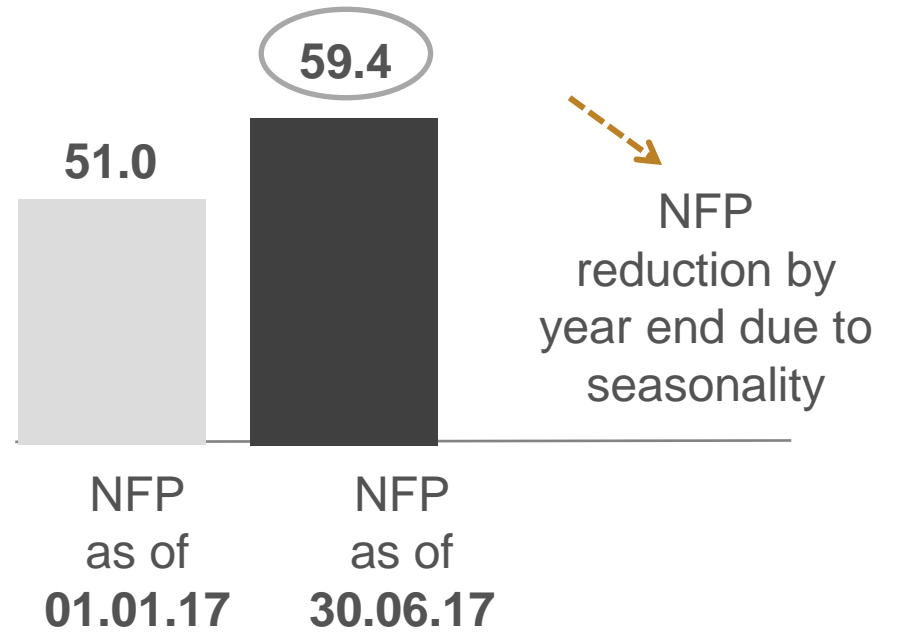 59.4
51.0
NFP
reduction by
year end due to
seasonality
NFP
as of
01.01.17
NFP
as of
30.06.17